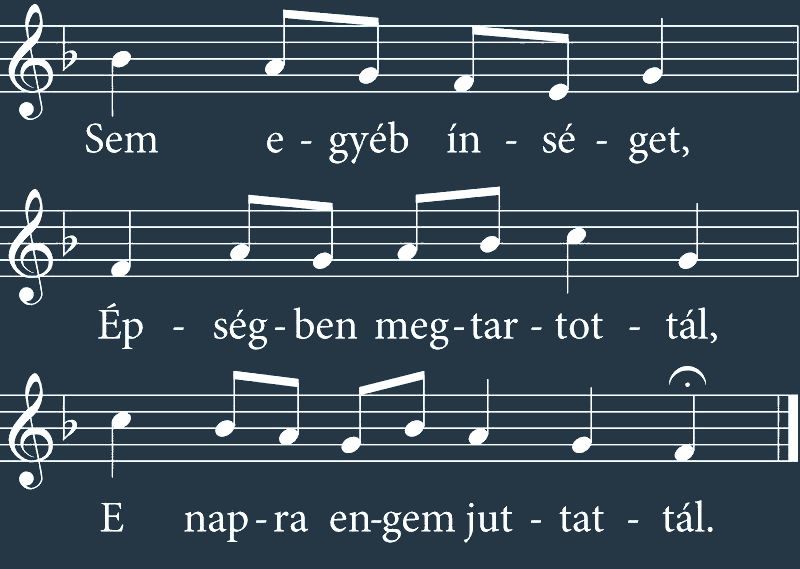 Sem e - gyéb ín - sé - get,
Ép - ség - ben meg - tar - tot - tál,
E nap - ra en - gem jut - tat - tál.